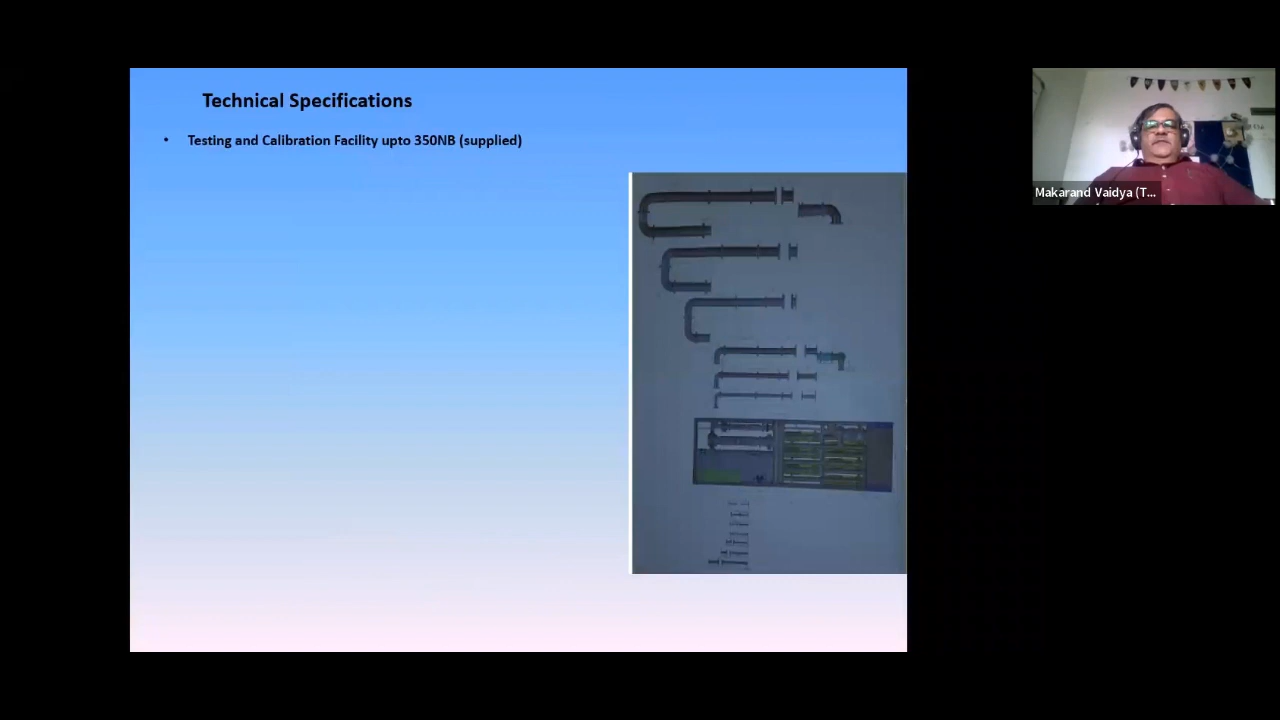 Technical Specifications
• Testing and Calibration Facility upto 350NB (supplied)
Makarand Vaidya (T...